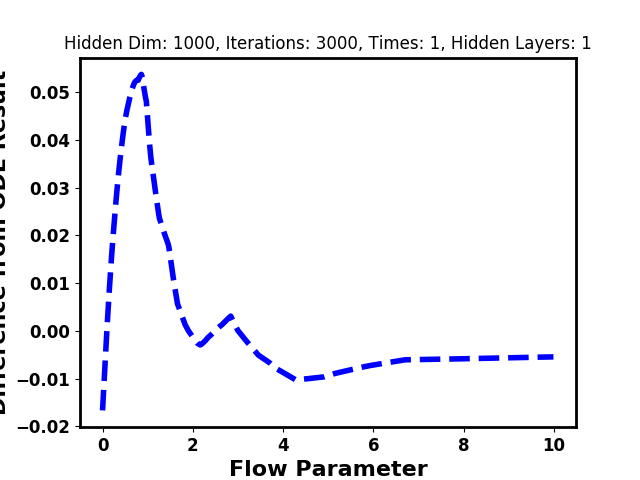 Hidden Dim: 1000, Iterations: 3000, Times: 1, Hidden Layers: 1
Difference from ODE Result
0.05
0.04
0.03
0.02
0.01
0.00
−0.01
−0.02
0 2 4 6 8 10
Flow Parameter